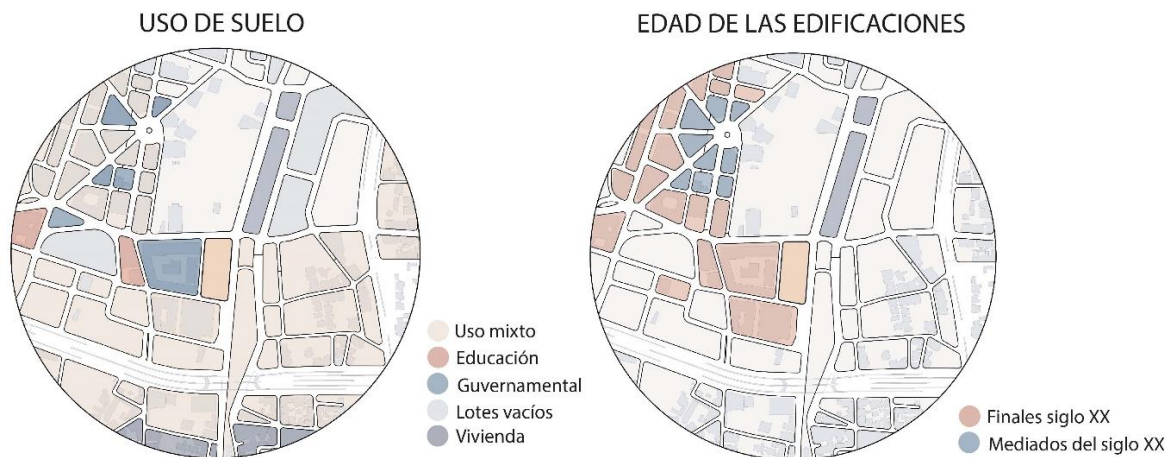 USO DE SUELO
EDAD DE LAS EDIFICACIONES
Uso mixto
Educación
Guvernamental
Lotes vacíos
Vivienda
Finales siglo XX
Mediados del siglo XX